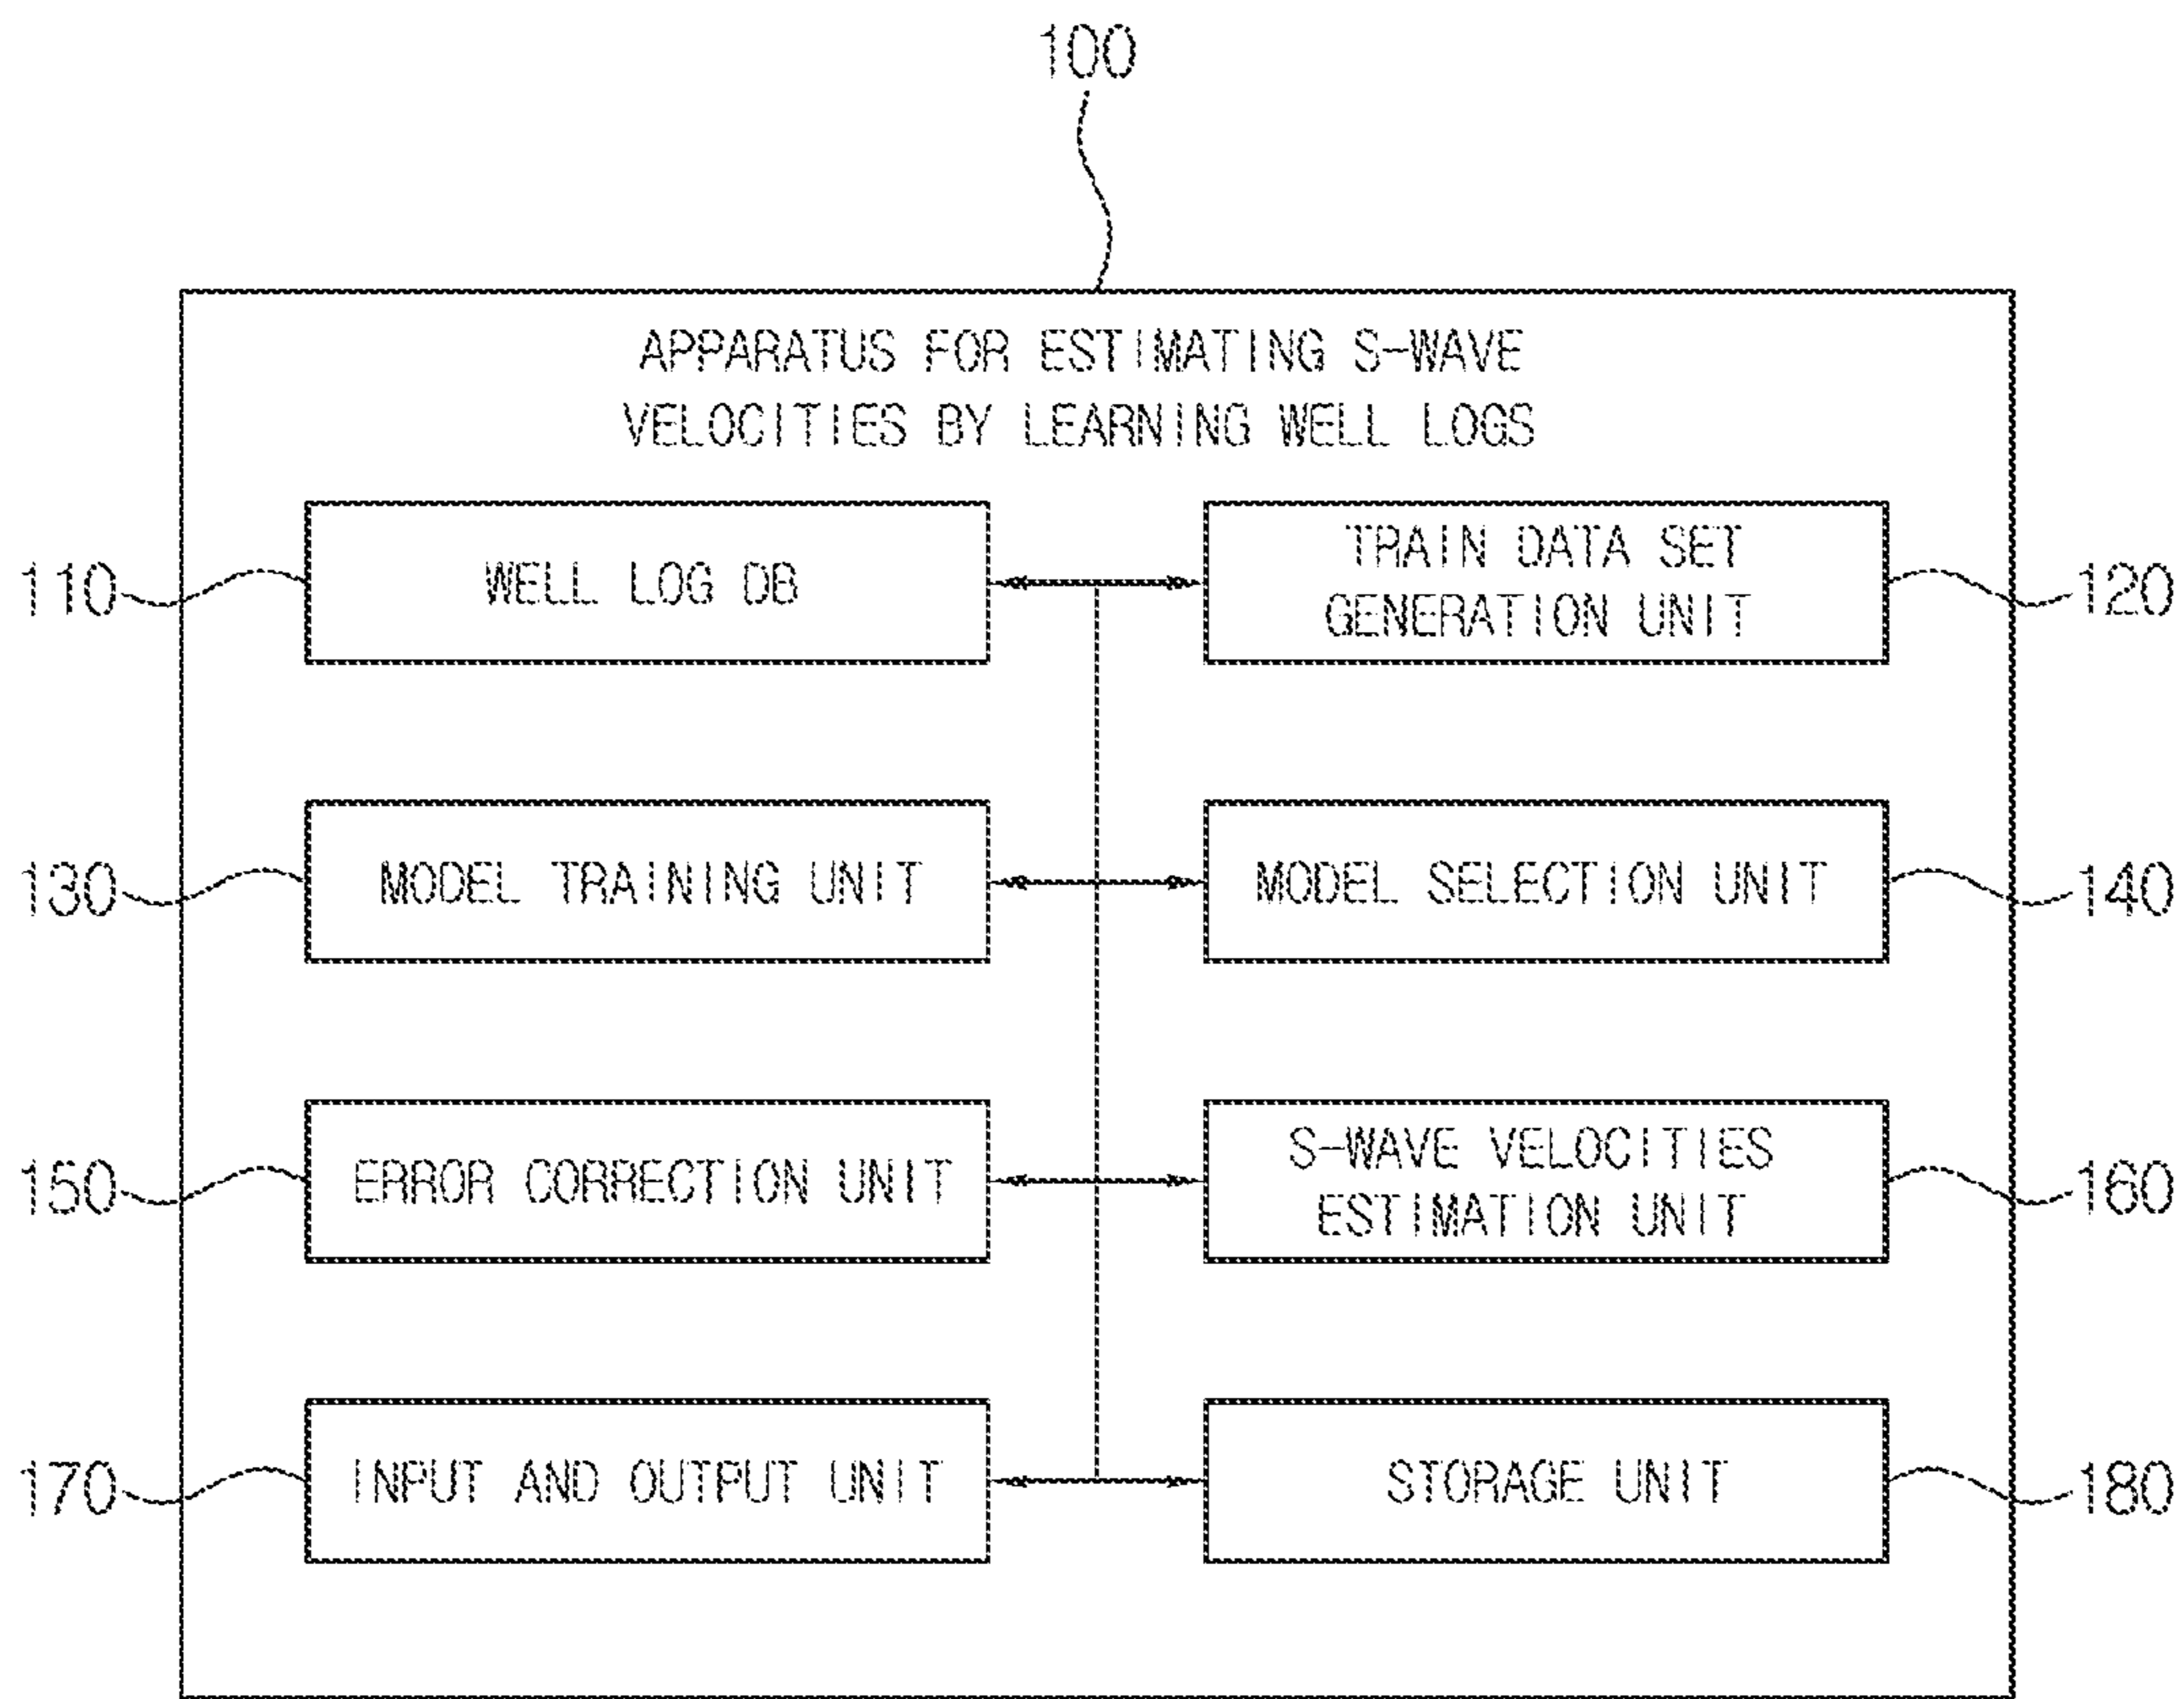 100
APPARATUS FOR ESTIMATING S-WAVE
VELOCITIES BY LEARNING WELL LOGS
110
WELL LOG DB
TRAIN DATA SET
GENERATION UNIT
120
130
MODEL TRAINING UNIT
MODEL SELECTION UNIT
140
150
ERROR CORRECTION UNIT
S-WAVE VELOCITIES
ESTIMATION UNIT
160
170
INPUT AND OUTPUT UNIT
STORAGE UNIT
180